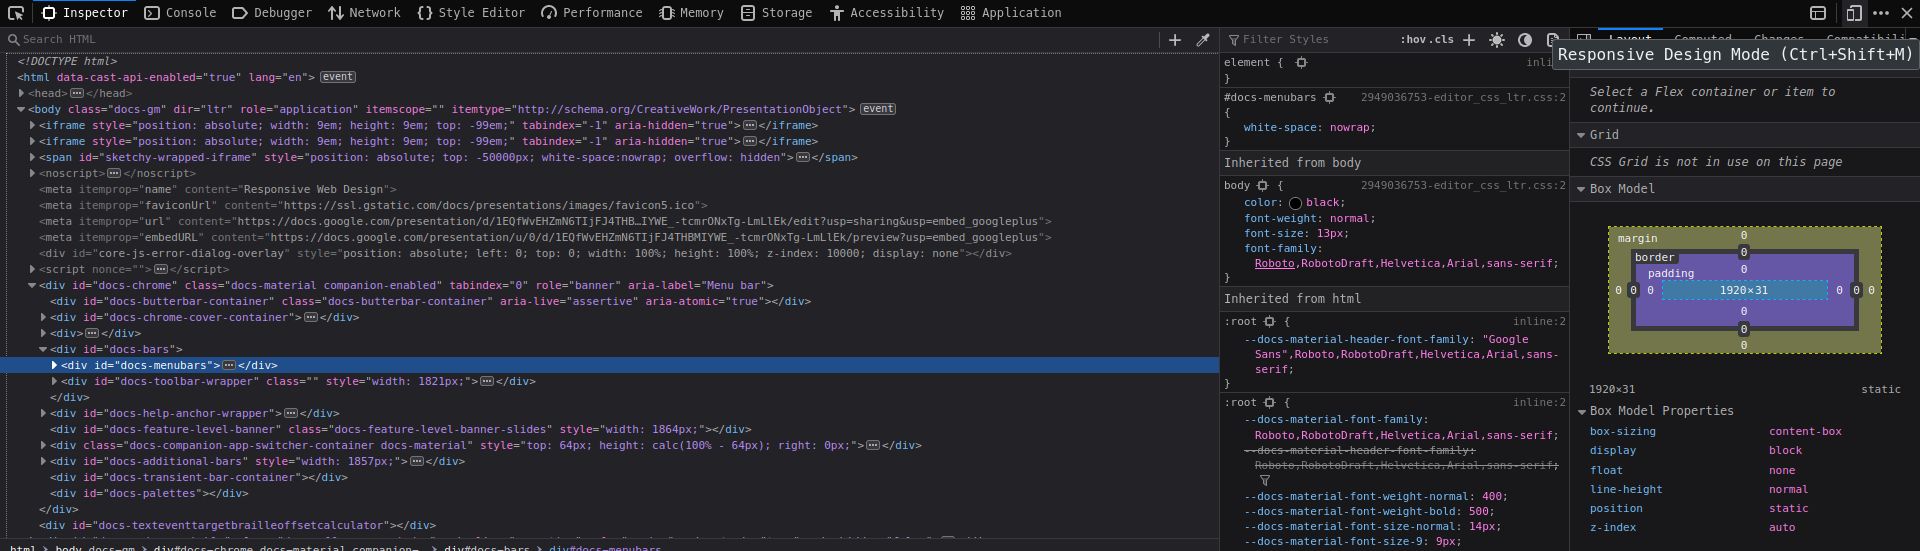 Inspector Console Debugger Network Style Editor Performance Memory Storage Accessibility Application
Search HTML
<!DOCTYPE html>
<html data-cast-api-enabled="true" lang="en"> event
<head> </head>
<body class="docs-gm" dir="ltr" role="application" itemscope="" itemtype="http://schema.org/CreativeWork/PresentationObject"> event
<iframe style="position: absolute; width: 9em; height: 9em; top: -99em;" tabindex="-1" aria-hidden="true"> </iframe>
<iframe style="position: absolute; width: 9em; height: 9em; top: -99em;" tabindex="-1" aria-hidden="true"> </iframe>
<span id="sketchy-wrapped-iframe" style="position: absolute; top: -50000px; white-space:nowrap; overflow: hidden"> </span>
<noscript> </noscript>
<meta itemprop="name" content="Responsive Web Design">
<meta itemprop="faviconUrl" content="https://ssl.gstatic.com/docs/presentations/images/favicon5.ico">
<meta itemprop="url" content="https://docs.google.com/presentation/d/1EQfWvEHZmN6TIjFJ4THB…IYWE_-tcmrONxTg-LmLlEk/edit?usp=sharing&usp=embed_googleplus">
<meta itemprop="embedURL" content="https://docs.google.com/presentation/u/0/d/1EQfWvEHZmN6TIjFJ4THBMIYWE_-tcmrONxTg-LmLlEk/preview?usp=embed_googleplus">
<div id="core-js-error-dialog-overlay" style="position: absolute; left: 0; top: 0; width: 100%; height: 100%; z-index: 10000; display: none"></div>
<script nonce=""> </script>
<div id="docs-chrome" class="docs-material companion-enabled" tabindex="0" role="banner" aria-label="Menu bar">
<div id="docs-butterbar-container" class="docs-butterbar-container" aria-live="assertive" aria-atomic="true"></div>
<div id="docs-chrome-cover-container"> </div>
<div> </div>
<div id="docs-bars">
<div id="docs-menubars"> </div>
<div id="docs-toolbar-wrapper" class="" style="width: 1821px;"> </div>
</div>
<div id="docs-help-anchor-wrapper"> </div>
<div id="docs-feature-level-banner" class="docs-feature-level-banner-slides" style="width: 1864px;"></div>
<div class="docs-companion-app-switcher-container docs-material" style="top: 64px; height: calc(100% - 64px); right: 0px;"> </div>
<div id="docs-additional-bars" style="width: 1857px;"> </div>
<div id="docs-transient-bar-container"></div>
<div id="docs-palettes"></div>
</div>
<div id="docs-texteventtargetbrailleoffsetcalculator"></div>
html body.docs-gm div#docs-chrome.docs-material.companion-… div#docs-bars div#docs-menubars
Filter Styles :hov .cls
element { inli
}
#docs-menubars 2949036753-editor_css_ltr.css:2
{
white-space: nowrap;
}
Inherited from body
body { 2949036753-editor_css_ltr.css:2
color: black;
font-weight: normal;
font-size: 13px;
font-family:
Roboto,RobotoDraft,Helvetica,Arial,sans-serif;
}
Inherited from html
:root { inline:2
--docs-material-header-font-family: "Google
Sans",Roboto,RobotoDraft,Helvetica,Arial,sans-
serif;
}
:root { inline:2
--docs-material-font-family:
Roboto,RobotoDraft,Helvetica,Arial,sans-serif;
--docs-material-header-font-family:
Roboto,RobotoDraft,Helvetica,Arial,sans-serif;
--docs-material-font-weight-normal: 400;
--docs-material-font-weight-bold: 500;
--docs-material-font-size-normal: 14px;
--docs-material-font-size-9: 9px;
Layout Computed Changes
Responsive Design Mode (Ctrl+Shift+M)
Select a Flex container or item to
continue.
Grid
CSS Grid is not in use on this page
Box Model
margin 0
border 0
padding 0
0 0 0 1920×31 0 0 0
0
0
0
1920×31 static
Box Model Properties
box-sizing content-box
display block
float none
line-height normal
position static
z-index auto